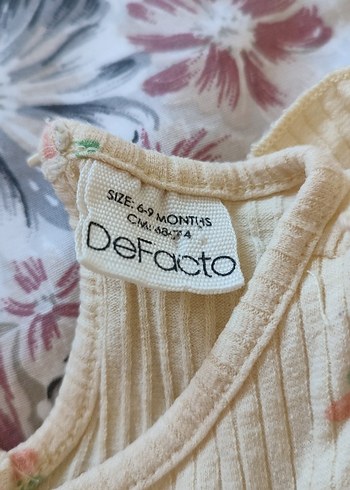 SIZE: 6-9 MONTHS
CM: 68-74
DeFacto